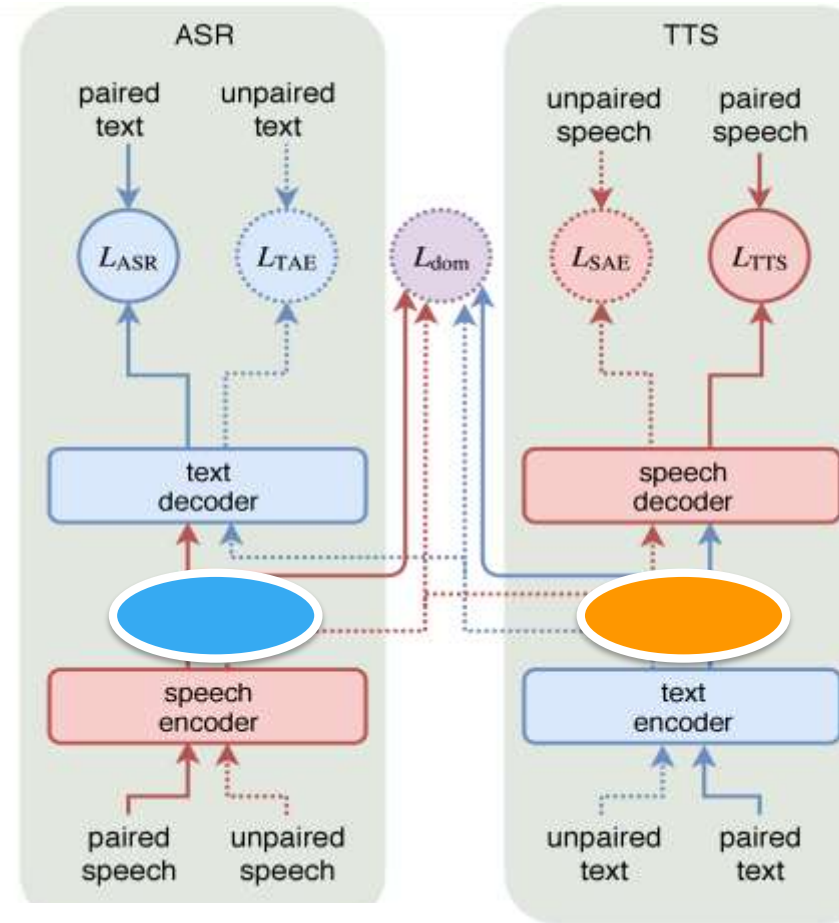 ASR
TTS
paired
text
unpaired
text
unpaired
speech
paired
speech
L_ASR
L_TAE
L_dom
L_SAE
L_TTS
text
decoder
speech
decoder
speech
encoder
text
encoder
paired
speech
unpaired
speech
unpaired
text
paired
text